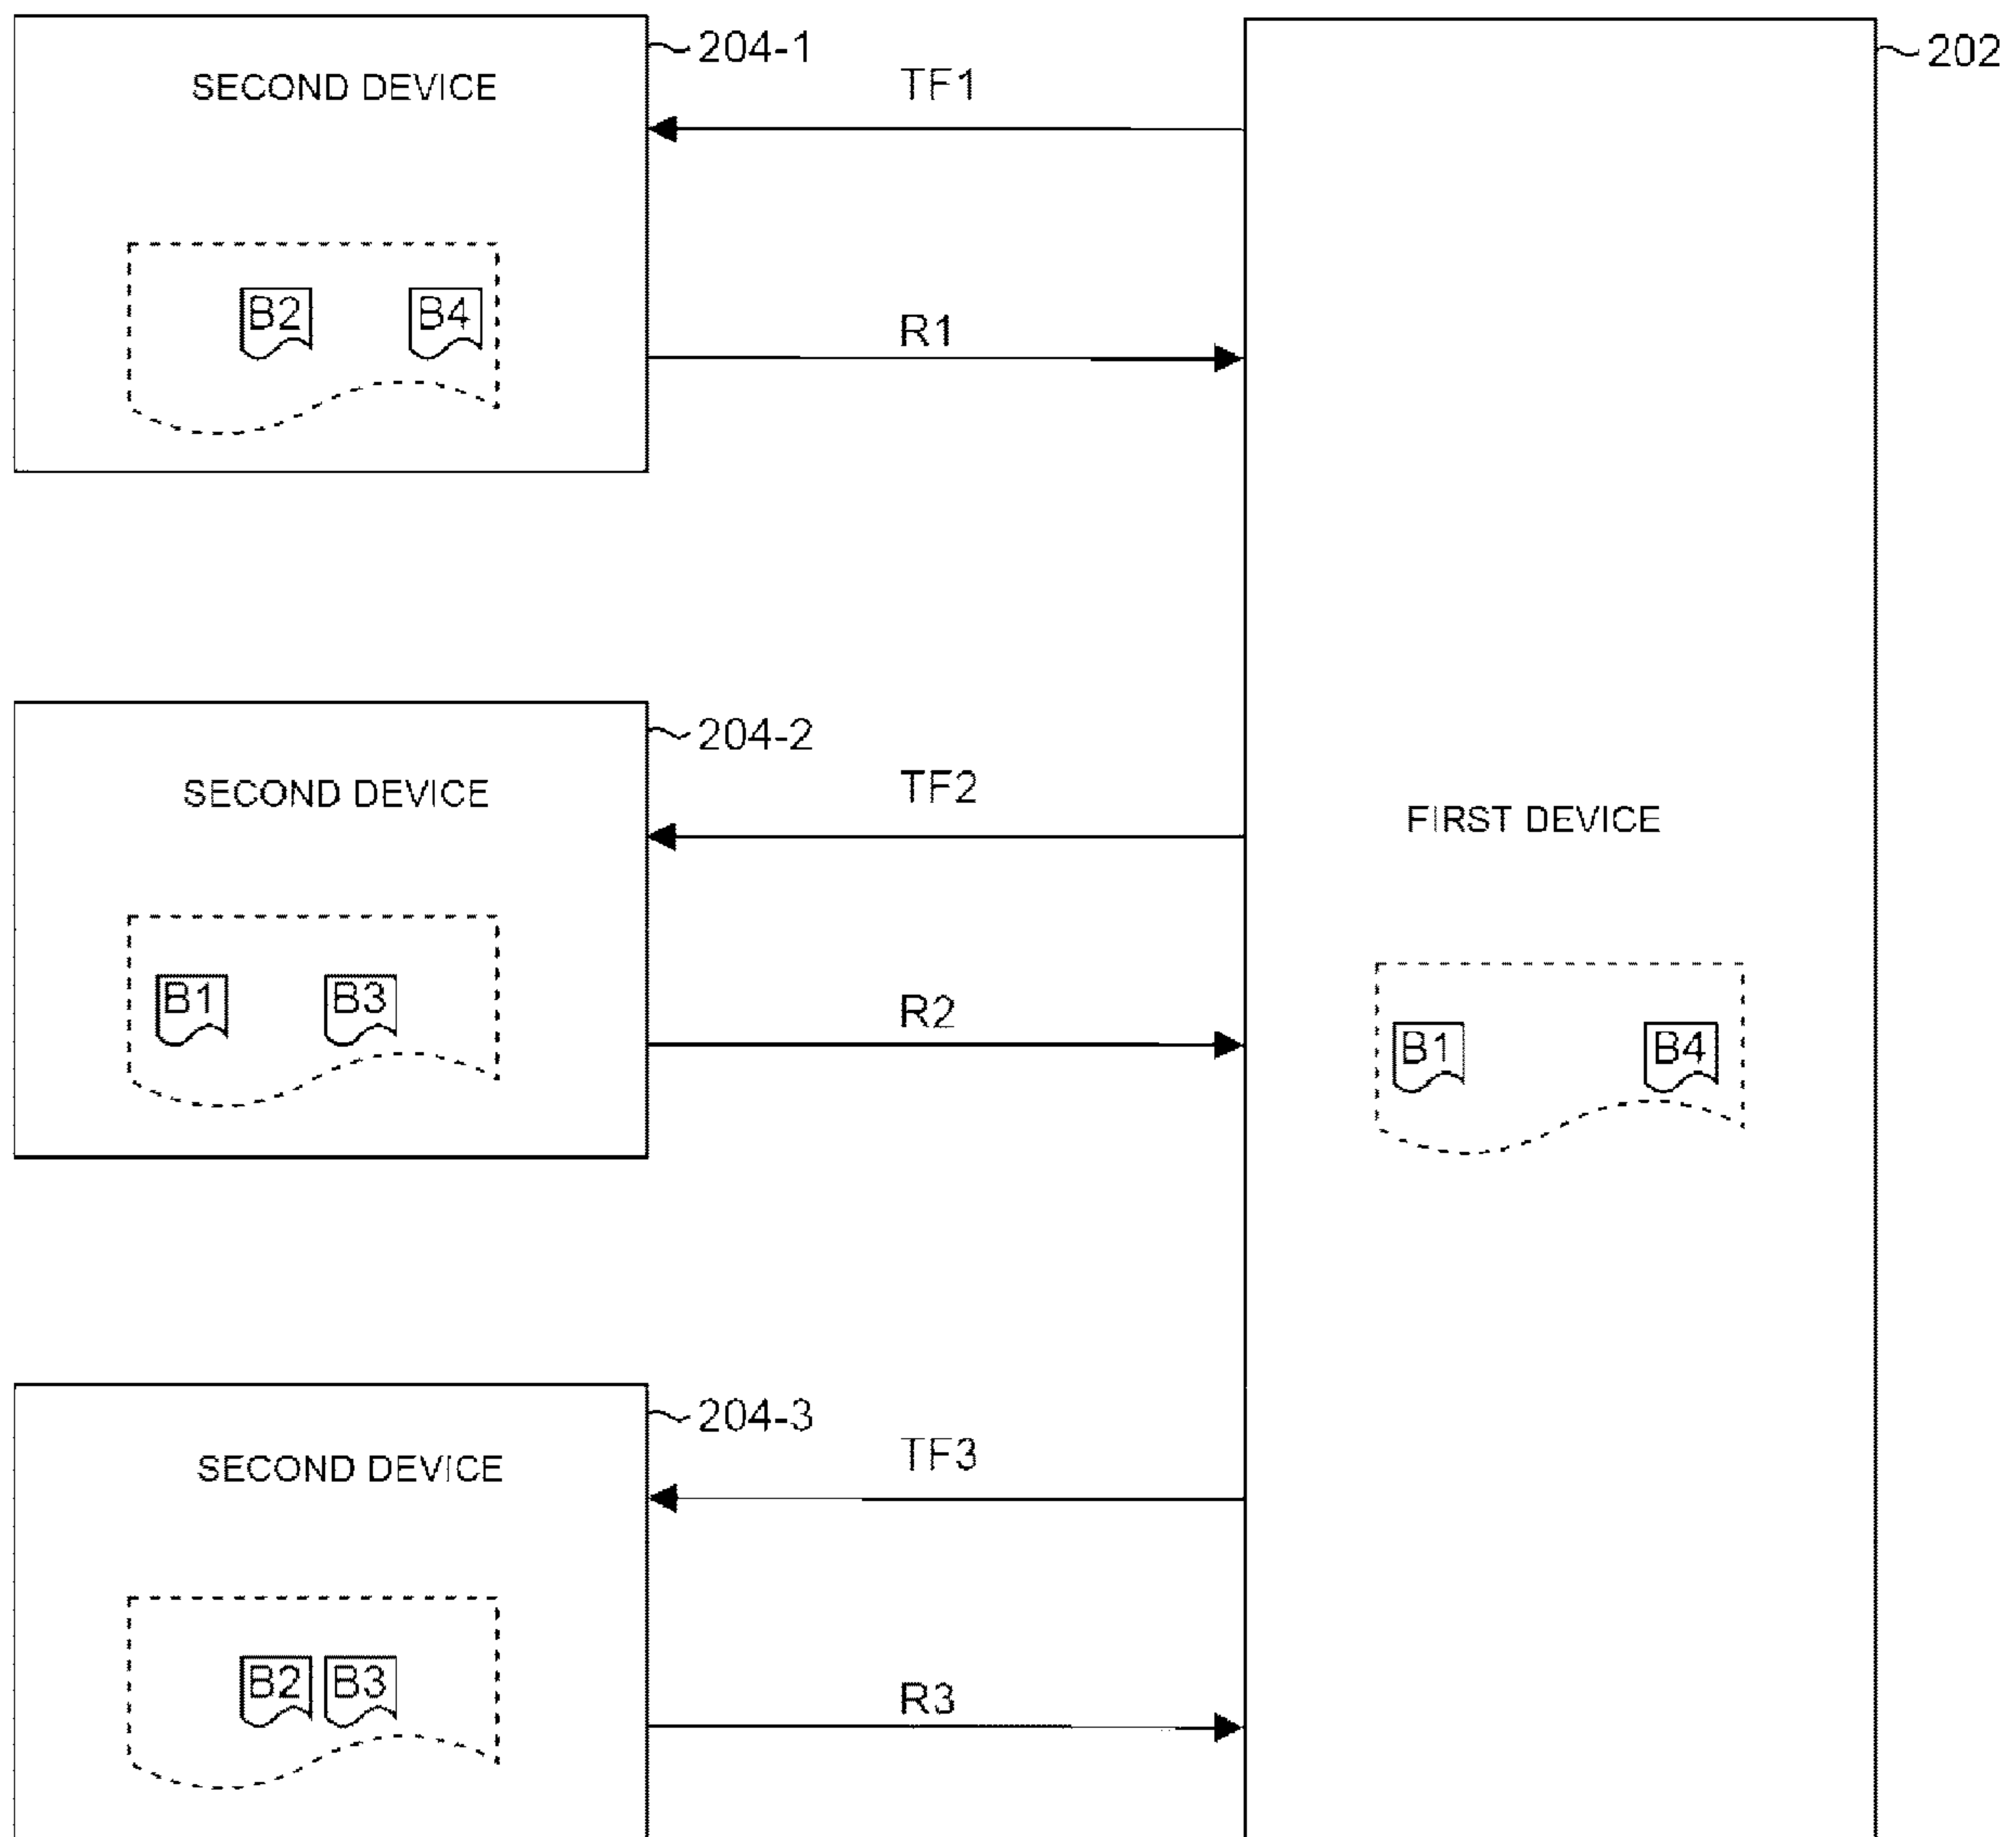 204-1
SECOND DEVICE
B2
B4
TF1
R1
204-2
SECOND DEVICE
B1
B3
TF2
R2
204-3
SECOND DEVICE
B2
B3
TF3
R3
202
FIRST DEVICE
B1
B4